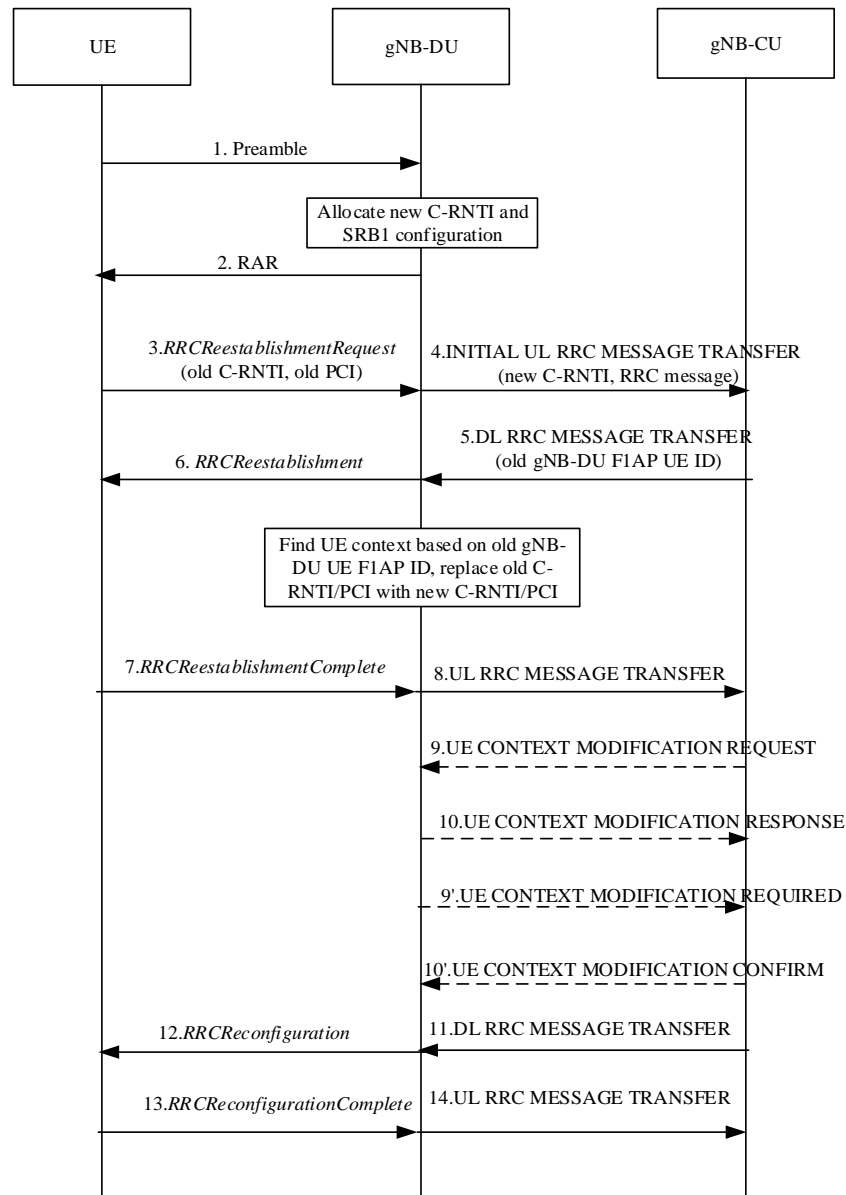 UE
gNB-DU
gNB-CU
1. Preamble
Allocate new C-RNTI and
SRB1 configuration
2. RAR
3.RRCReestablishmentRequest
(old C-RNTI, old PCI)
4.INITIAL UL RRC MESSAGE TRANSFER
(new C-RNTI, RRC message)
5.DL RRC MESSAGE TRANSFER
(old gNB-DU F1AP UE ID)
6. RRCReestablishment
Find UE context based on old gNB-
DU UE F1AP ID, replace old C-
RNTI/PCI with new C-RNTI/PCI
7.RRCReestablishmentComplete
8.UL RRC MESSAGE TRANSFER
9.UE CONTEXT MODIFICATION REQUEST
10.UE CONTEXT MODIFICATION RESPONSE
9'.UE CONTEXT MODIFICATION REQUIRED
10'.UE CONTEXT MODIFICATION CONFIRM
11.DL RRC MESSAGE TRANSFER
12.RRCReconfiguration
13.RRCReconfigurationComplete
14.UL RRC MESSAGE TRANSFER